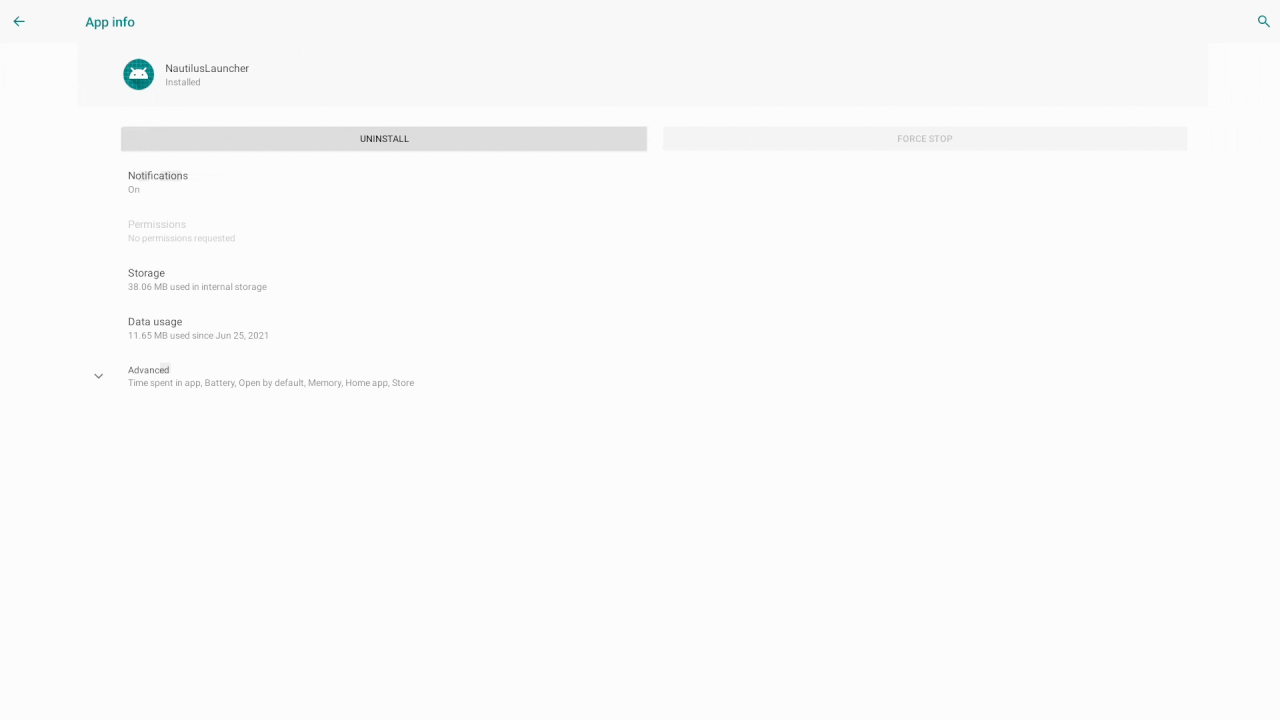 App info
NautilusLauncher
Installed
UNINSTALL
FORCE STOP
Notifications
On
Permissions
No permissions requested
Storage
38.06 MB used in internal storage
Data usage
11.65 MB used since Jun 25, 2021
Advanced
Time spent in app, Battery, Open by default, Memory, Home app, Store